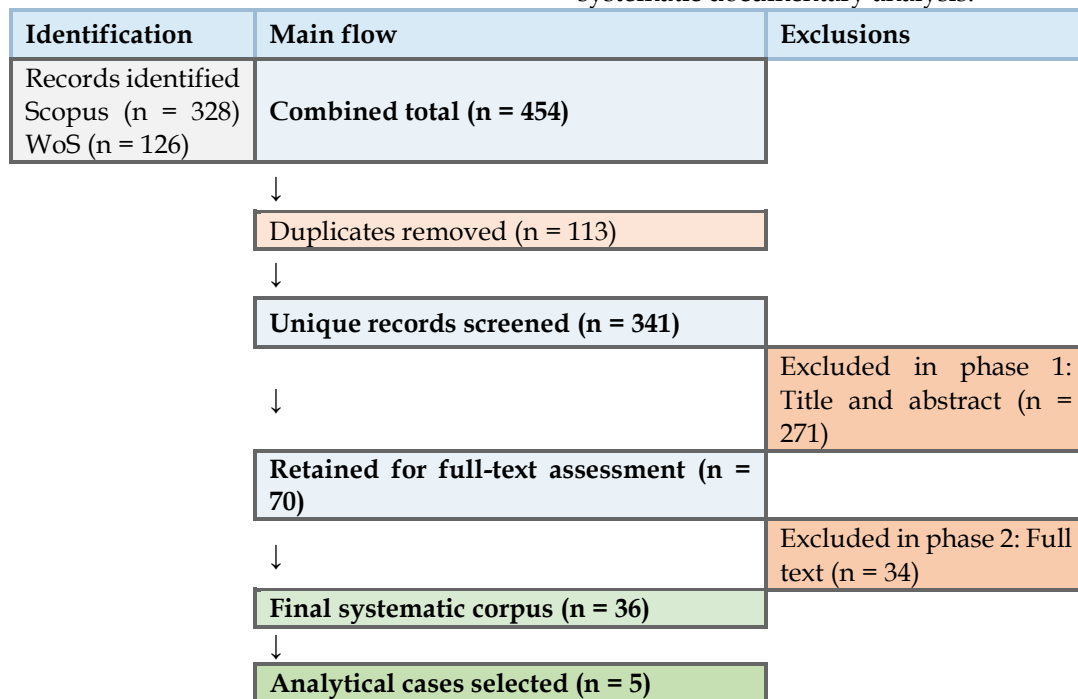 systematic documentary analysis.
Identification Main flow Exclusions
Records identified
Scopus (n = 328)
WoS (n = 126)
Combined total (n = 454)
↓
Duplicates removed (n = 113)
↓
Unique records screened (n = 341)
↓
Excluded in phase 1:
Title and abstract (n =
271)
Retained for full-text assessment (n =
70)
↓
Excluded in phase 2: Full
text (n = 34)
Final systematic corpus (n = 36)
↓
Analytical cases selected (n = 5)